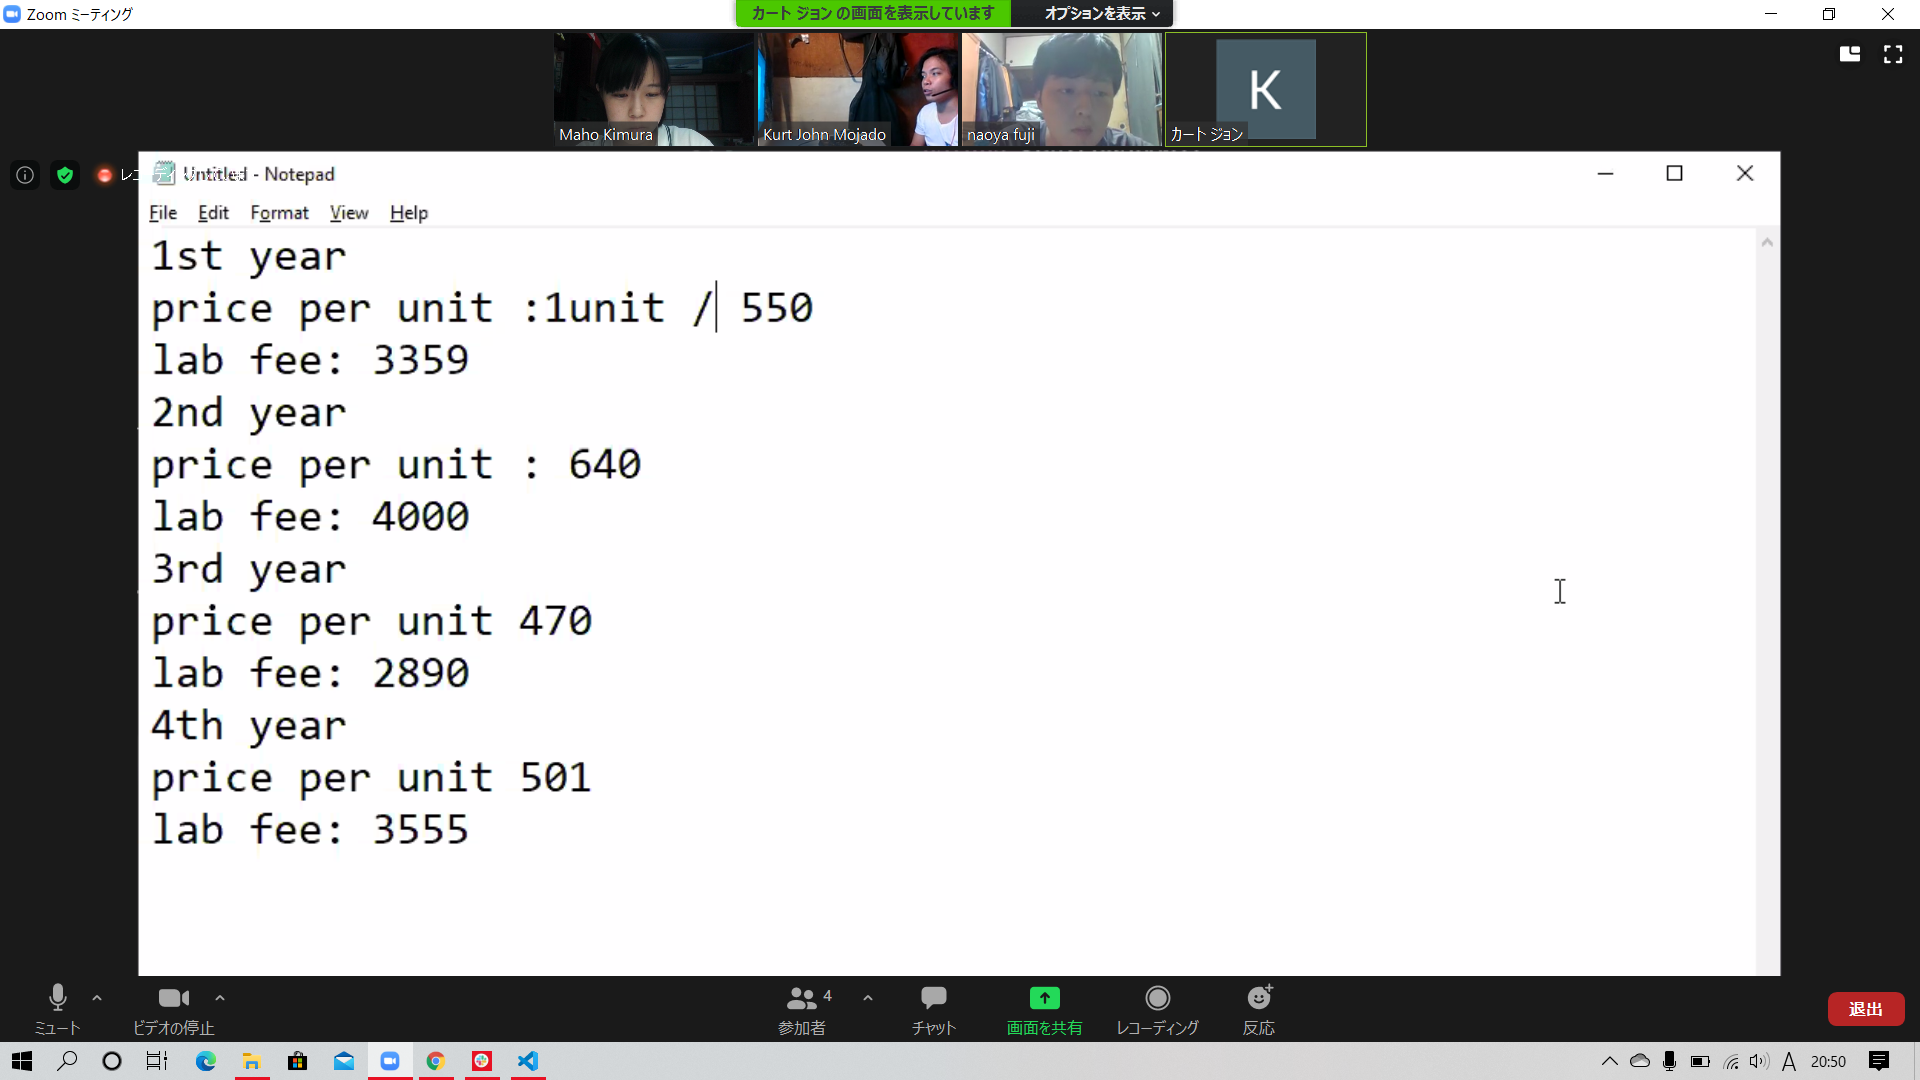 Zoom ミーティング
カート ジョン の画面を表示しています
オプションを表示
Maho Kimura
Kurt John Mojado
naoya fuji
K
カート ジョン
Untitled - Notepad
File Edit Format View Help
1st year
price per unit :1unit / 550
lab fee: 3359
2nd year
price per unit : 640
lab fee: 4000
3rd year
price per unit 470
lab fee: 2890
4th year
price per unit 501
lab fee: 3555
ミュート
ビデオの停止
4
参加者
チャット
画面を共有
レコーディング
反応
退出
A
20:50